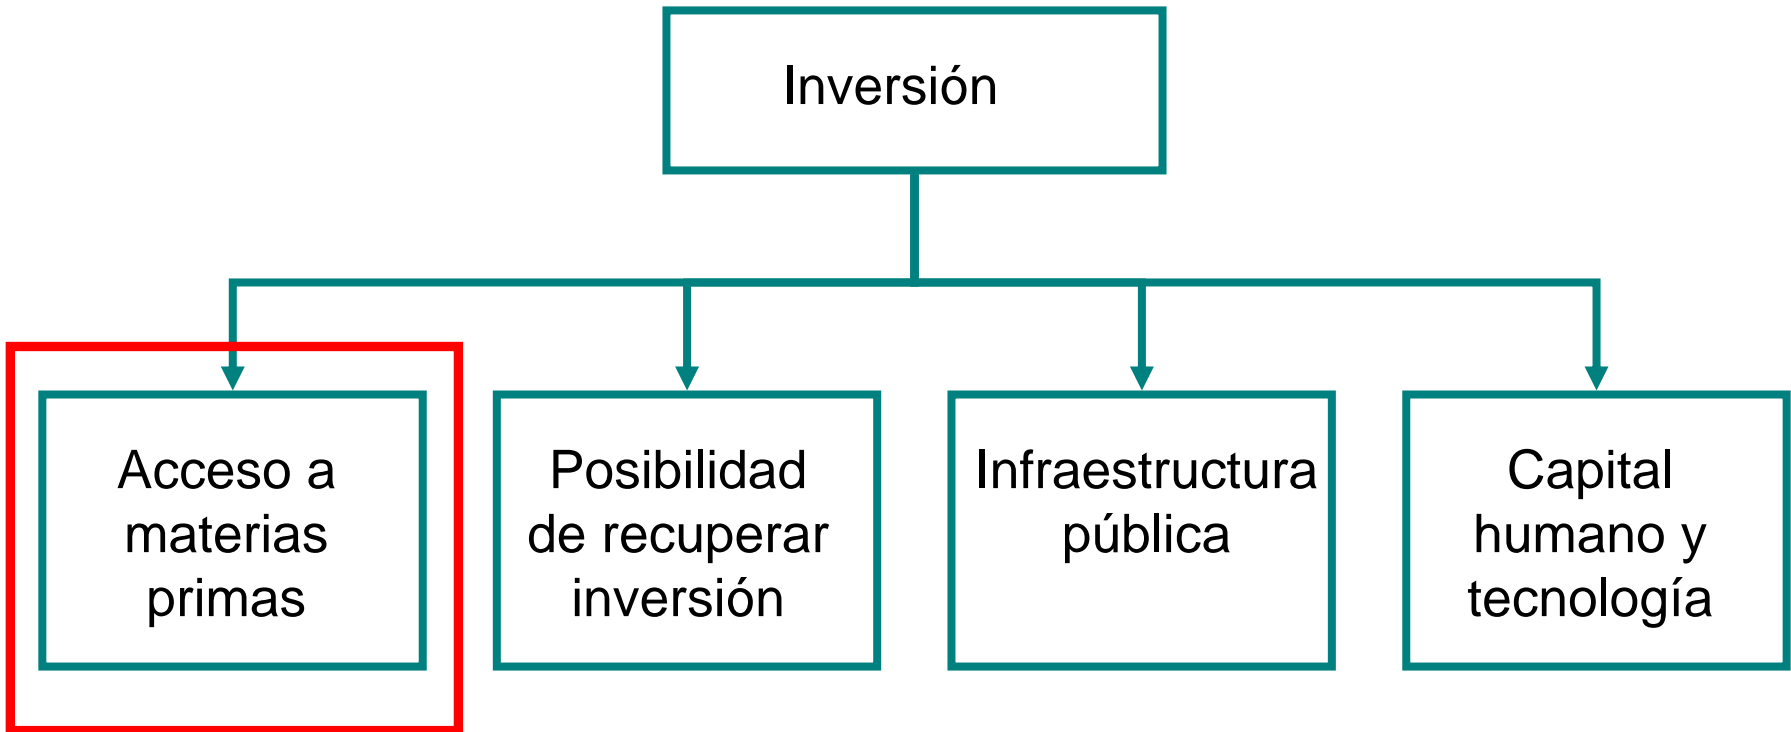 Inversión
Acceso a
materias
primas
Posibilidad
de recuperar
inversión
Infraestructura
pública
Capital
humano y
tecnología